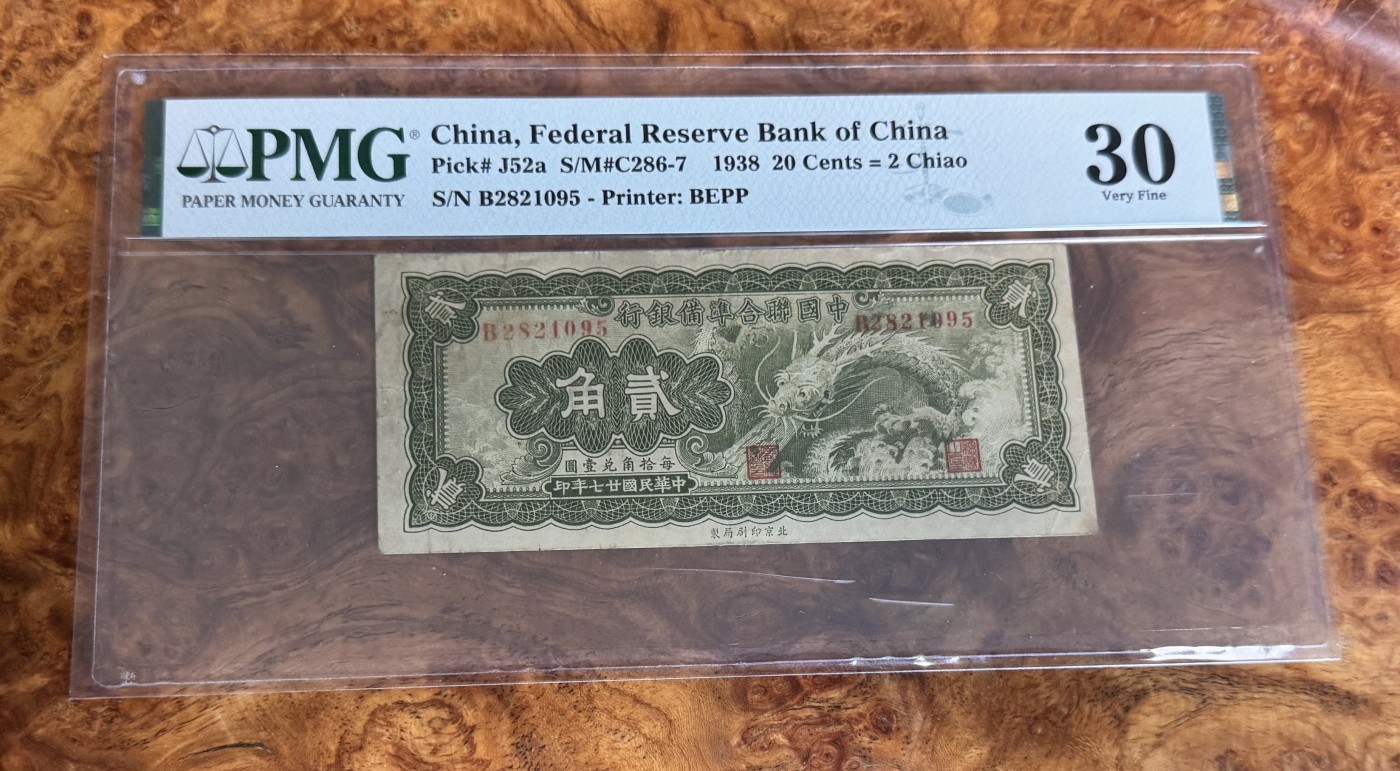 PMG®
PAPER MONEY GUARANTY
China, Federal Reserve Bank of China
Pick# J52a S/M#C286-7 1938 20 Cents = 2 Chiao
S/N B2821095 - Printer: BEPP
30
Very Fine
貳
貳
中國聯合準備銀行
B2821095
B2821095
貳角
每拾角兌壹圓
中華民國廿七年印
貳
貳
北京印刷局製